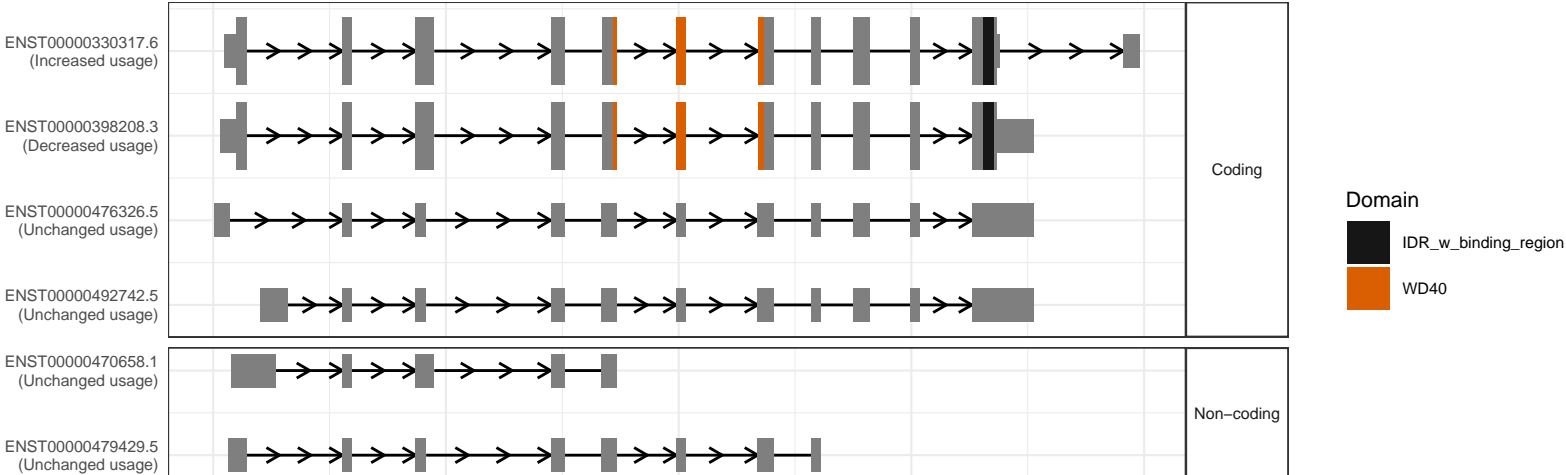 ENST00000330317.6
(Increased usage)
ENST00000398208.3
(Decreased usage)
ENST00000476326.5
(Unchanged usage)
ENST00000492742.5
(Unchanged usage)
Coding
ENST00000470658.1
(Unchanged usage)
ENST00000479429.5
(Unchanged usage)
Non−coding
Domain
IDR_w_binding_region
WD40